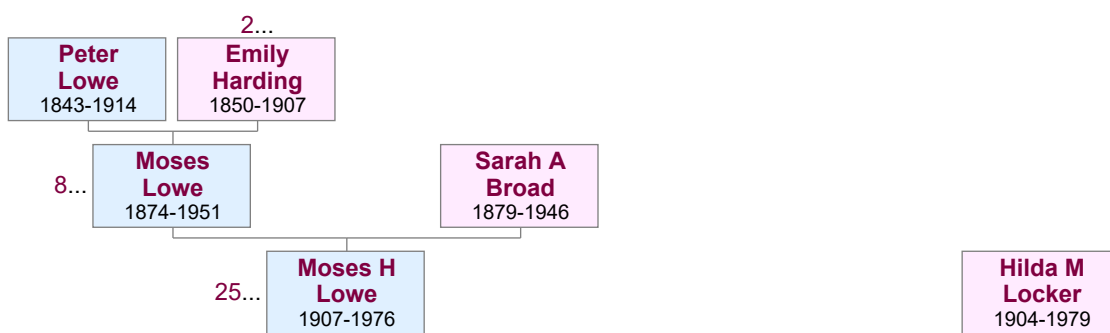 2...
Peter
Lowe
1843-1914
Emily
Harding
1850-1907
8...
Moses
Lowe
1874-1951
Sarah A
Broad
1879-1946
25...
Moses H
Lowe
1907-1976
Hilda M
Locker
1904-1979